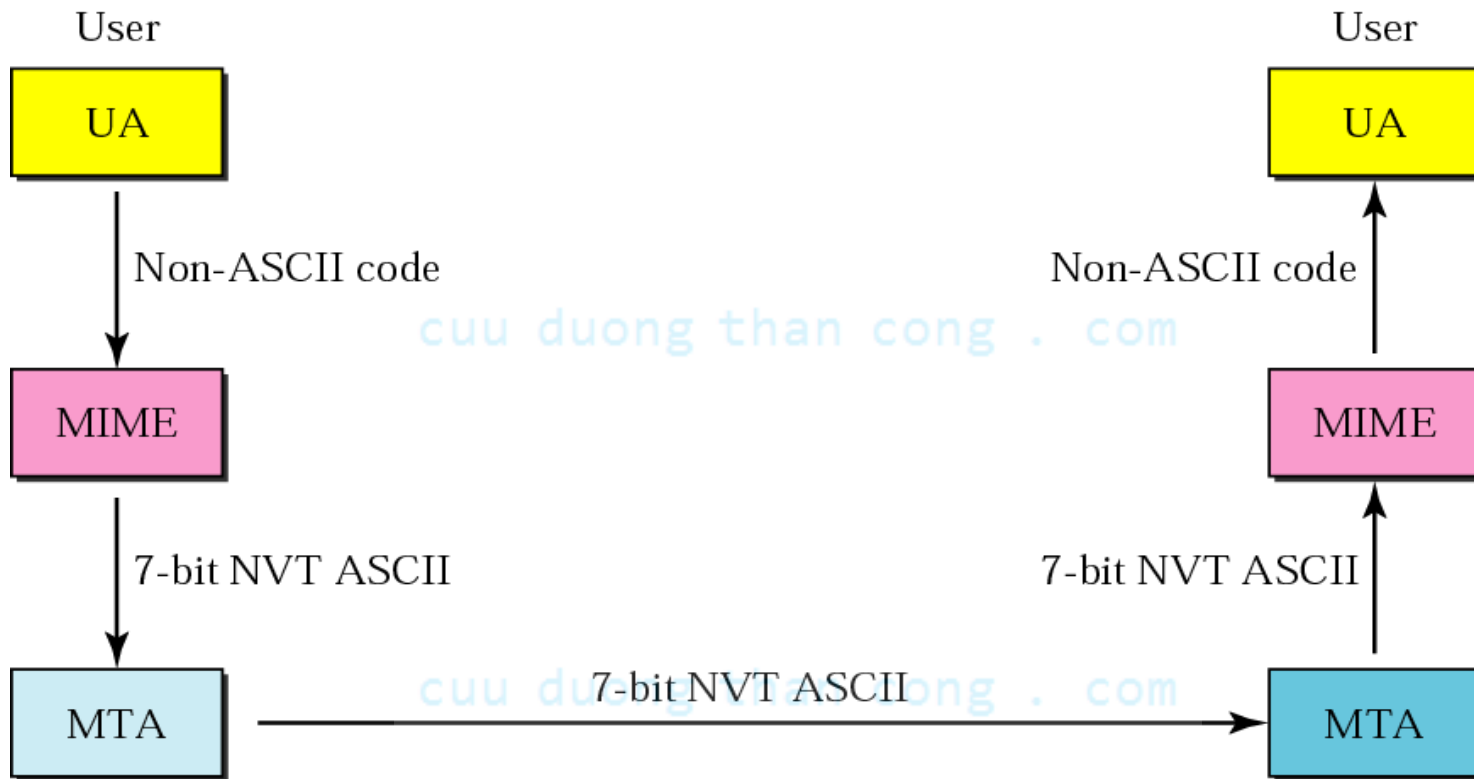 User
User
UA
UA
Non-ASCII code
Non-ASCII code
cuu duong than cong . com
MIME
MIME
7-bit NVT ASCII
7-bit NVT ASCII
cuu duong than cong . com
7-bit NVT ASCII
MTA
MTA